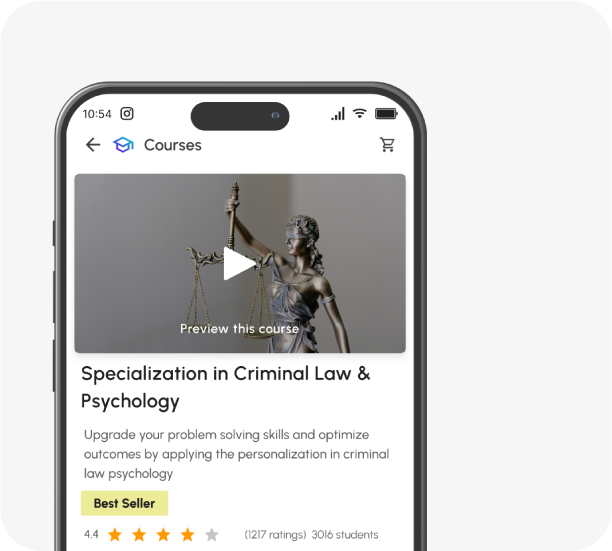 10:54
Courses
Preview this course
Specialization in Criminal Law &
Psychology
Upgrade your problem solving skills and optimize
outcomes by applying the personalization in criminal
law psychology
Best Seller
4.4 (1217 ratings) 3016 students